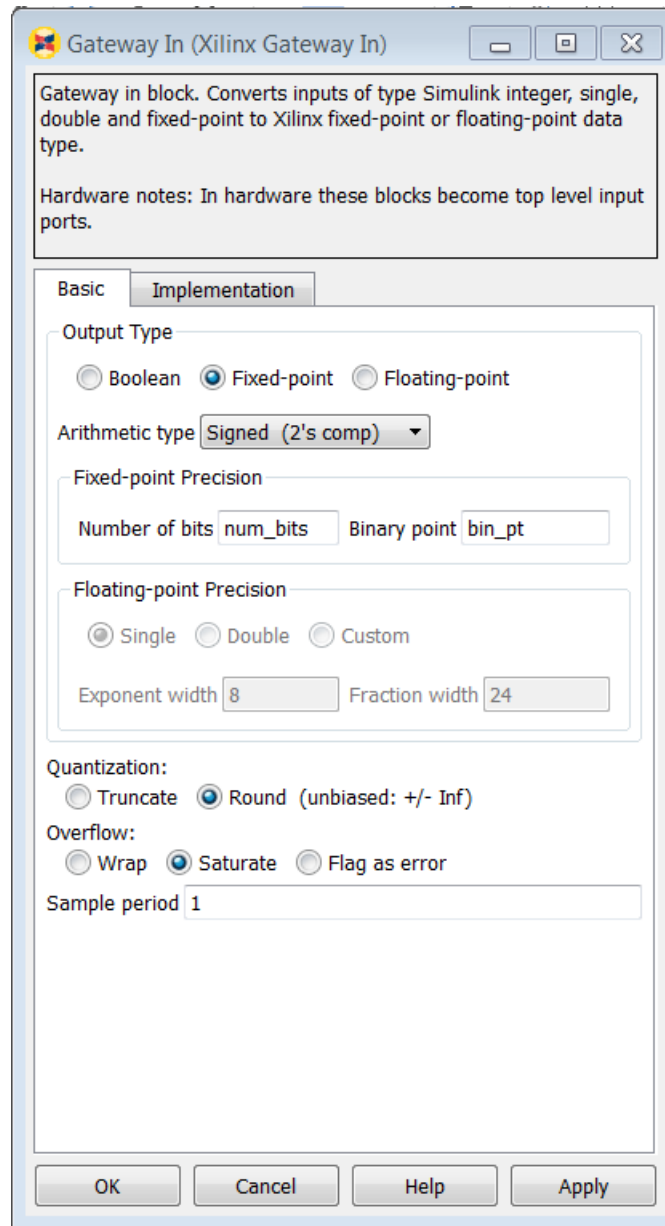 Gateway In (Xilinx Gateway In)
Gateway in block. Converts inputs of type Simulink integer, single,
double and fixed-point to Xilinx fixed-point or floating-point data
type.
Hardware notes: In hardware these blocks become top level input
ports.
Basic Implementation
Output Type
Boolean Fixed-point Floating-point
Arithmetic type Signed (2's comp)
Fixed-point Precision
Number of bits num_bits Binary point bin_pt
Floating-point Precision
Single Double Custom
Exponent width 8 Fraction width 24
Quantization:
Truncate Round (unbiased: +/- Inf)
Overflow:
Wrap Saturate Flag as error
Sample period 1
OK Cancel Help Apply